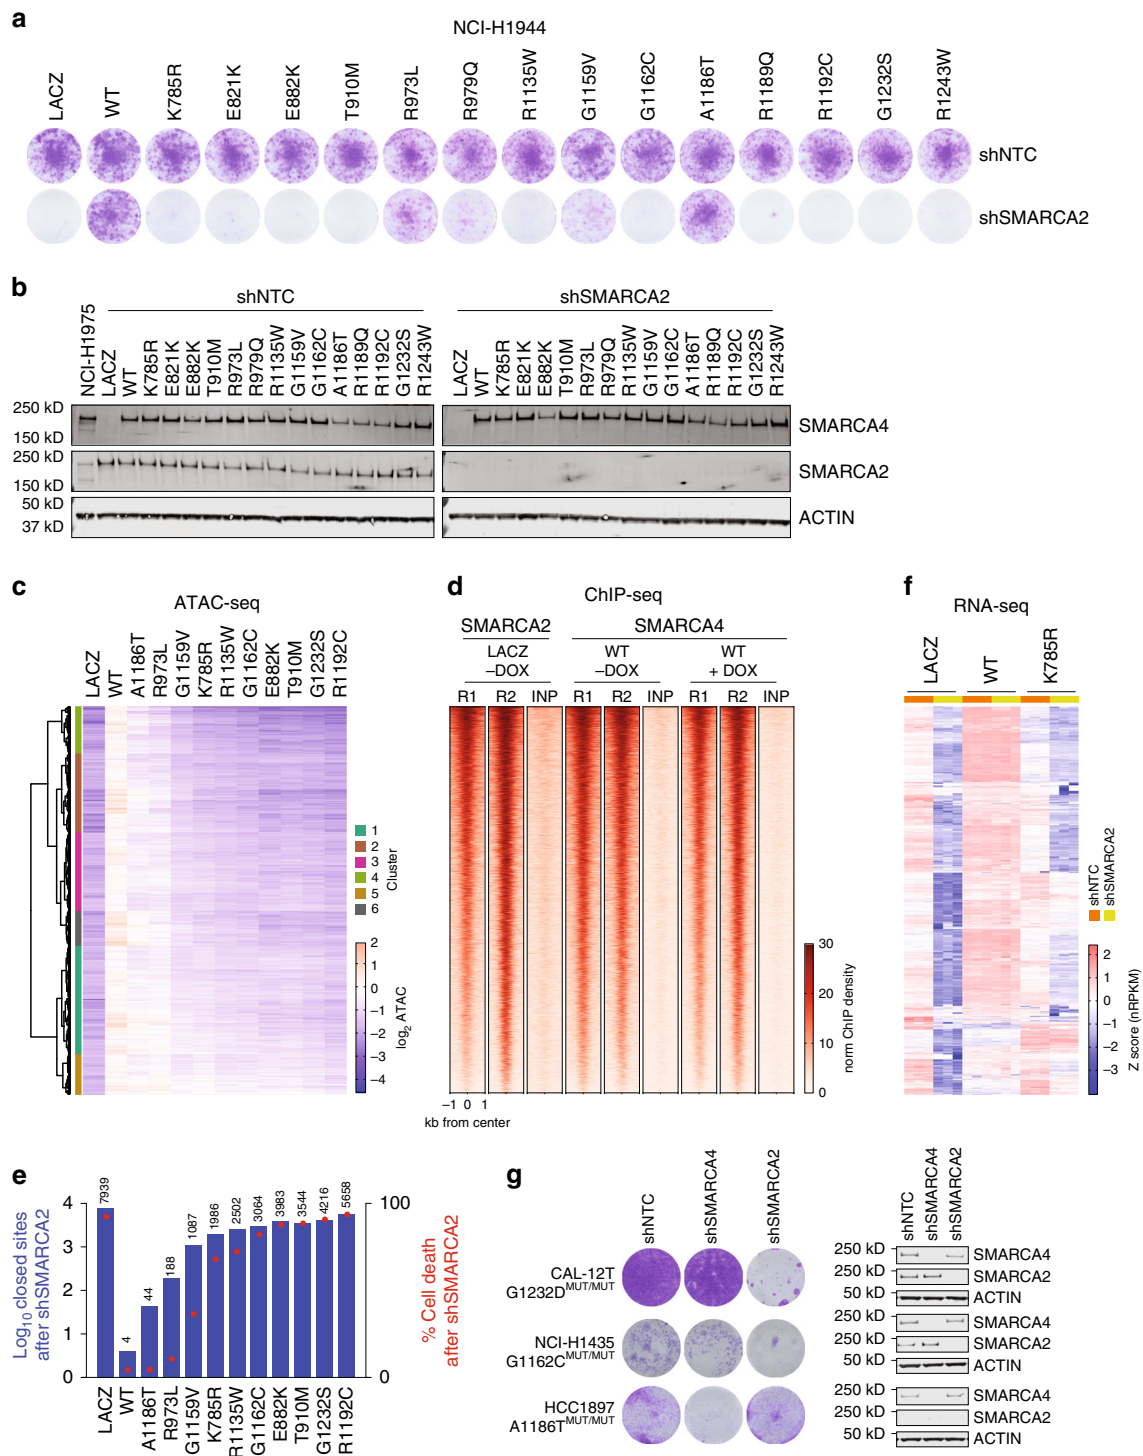 a
NCI-H1944
LACZ WT K785R E821K E882K T910M R973L R979Q R1135W G1159V G1162C A1186T R1189Q R1192C G1232S R1243W
shNTC
shSMARCA2
b
shNTC shSMARCA2
NCI-H1975 LACZ WT K785R E821K E882K T910M R973L R979Q R1135W G1159V G1162C A1186T R1189Q R1192C G1232S R1243W
LACZ WT K785R E821K E882K T910M R973L R979Q R1135W G1159V G1162C A1186T R1189Q R1192C G1232S R1243W
250 kD
150 kD
SMARCA4
250 kD
150 kD
SMARCA2
50 kD
37 kD
ACTIN
c
ATAC-seq
LACZ WT A1186T R973L G1159V K785R R1135W G1162C E882K T910M G1232S R1192C
1
2
3
4
5
6
Cluster
2
1
0
−1
−2
−3
−4
log2 ATAC
d
ChIP-seq
SMARCA2 SMARCA4
LACZ WT WT
−DOX −DOX + DOX
R1 R2 INP R1 R2 INP R1 R2 INP
30
20
10
0
norm ChIP density
−1 0 1
kb from center
f
RNA-seq
LACZ WT K785R
shNTC
shSMARCA2
2
1
0
−1
−2
−3
Z score (nRPKM)
e
Log10 closed sites
after shSMARCA2
4
3
2
1
0
7939 4 44 188 1087 1986 2502 3064 3983 3544 4216 5658
100
0
% Cell death
after shSMARCA2
LACZ WT A1186T R973L G1159V K785R R1135W G1162C E882K T910M G1232S R1192C
g
shNTC shSMARCA4 shSMARCA2
CAL-12T
G1232D MUT/MUT
NCI-H1435
G1162C MUT/MUT
HCC1897
A1186T MUT/MUT
shNTC shSMARCA4 shSMARCA2
250 kD SMARCA4
250 kD SMARCA2
50 kD ACTIN
250 kD SMARCA4
250 kD SMARCA2
50 kD ACTIN
250 kD SMARCA4
250 kD SMARCA2
50 kD ACTIN